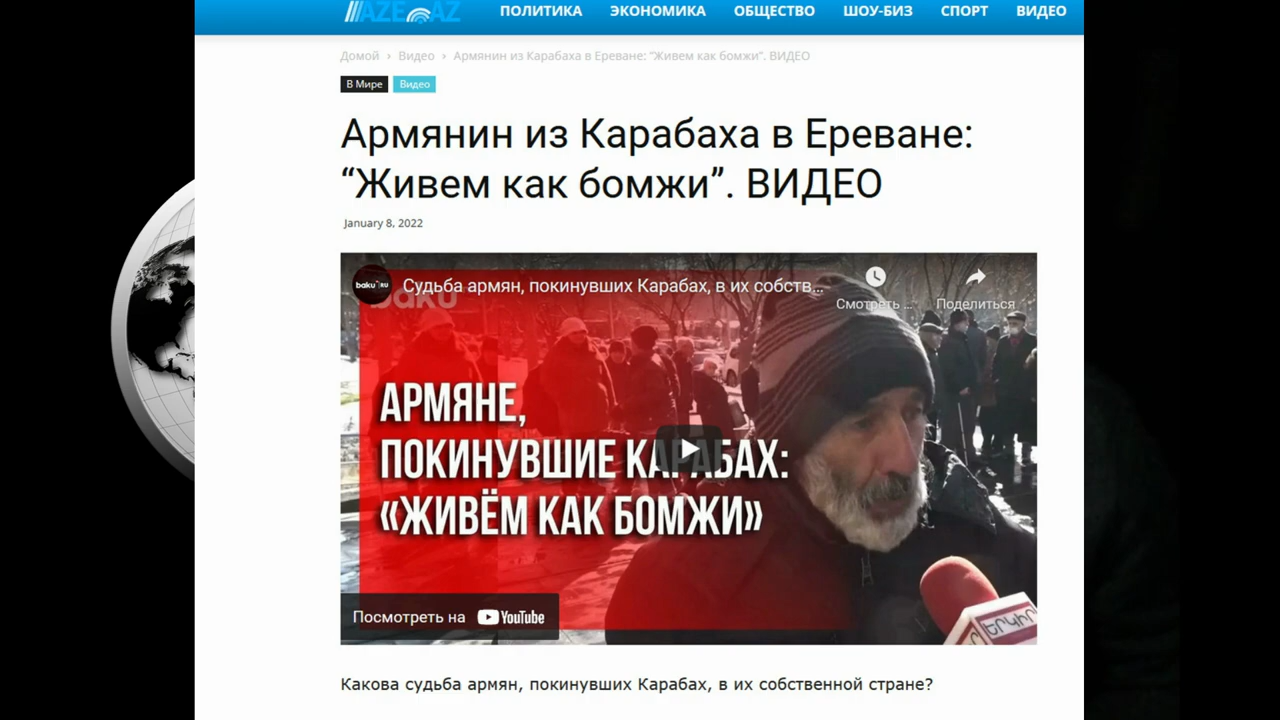 AZE AZ
ПОЛИТИКА ЭКОНОМИКА ОБЩЕСТВО ШОУ-БИЗ СПОРТ ВИДЕО
Домой › Видео › Армянин из Карабаха в Ереване: “Живем как бомжи”. ВИДЕО
В Мире Видео
Армянин из Карабаха в Ереване:
“Живем как бомжи”. ВИДЕО
January 8, 2022
baku RU Судьба армян, покинувших Карабах, в их собств...
baku
Смотреть ... Поделиться
АРМЯНЕ,
ПОКИНУВШИЕ КАРАБАХ:
«ЖИВЁМ КАК БОМЖИ»
Посмотреть на YouTube
Какова судьба армян, покинувших Карабах, в их собственной стране?